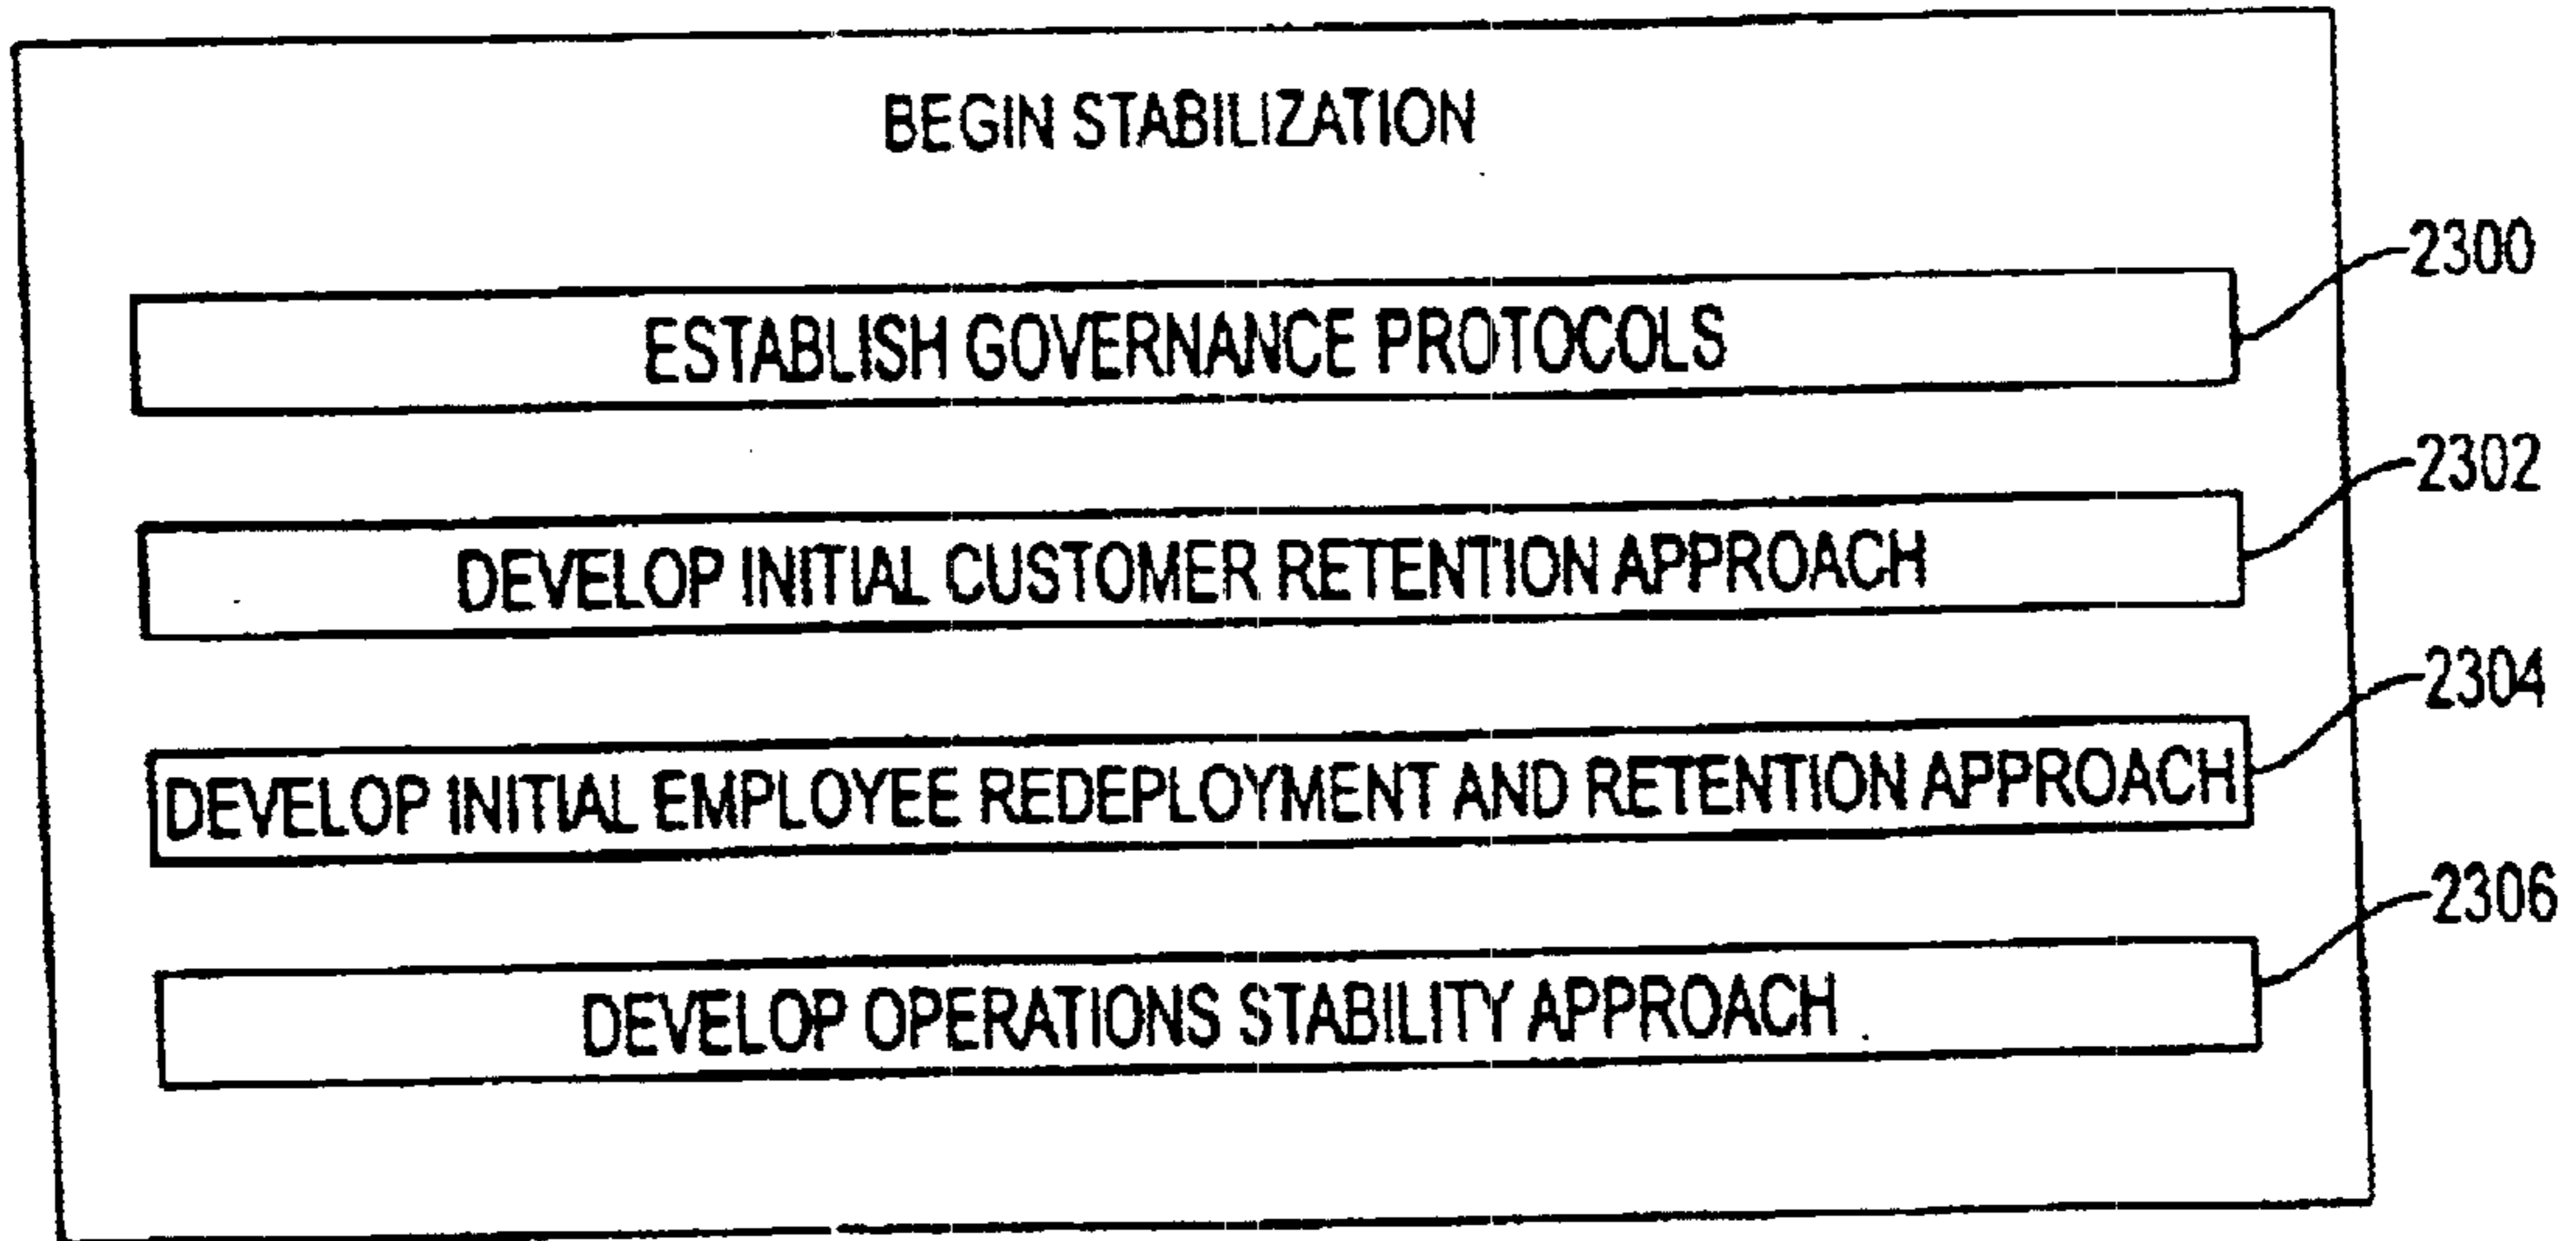 BEGIN STABILIZATION
2300
ESTABLISH GOVERNANCE PROTOCOLS
2302
DEVELOP INITIAL CUSTOMER RETENTION APPROACH
2304
DEVELOP INITIAL EMPLOYEE REDEPLOYMENT AND RETENTION APPROACH
2306
DEVELOP OPERATIONS STABILITY APPROACH